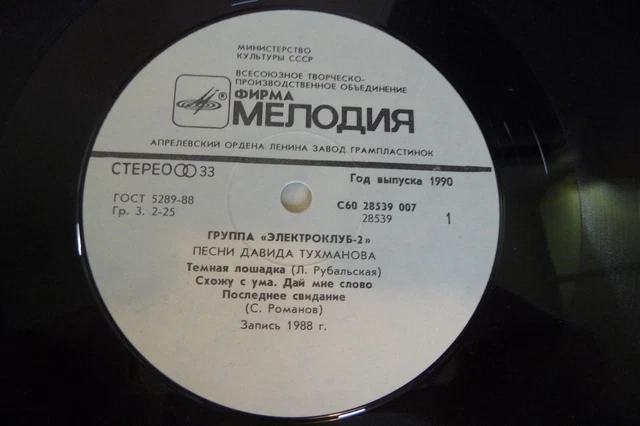 МИНИСТЕРСТВО
КУЛЬТУРЫ СССР
ВСЕСОЮЗНОЕ ТВОРЧЕСКО-
ПРОИЗВОДСТВЕННОЕ ОБЪЕДИНЕНИЕ
®
ФИРМА
МЕЛОДИЯ
АПРЕЛЕВСКИЙ ОРДЕНА ЛЕНИНА ЗАВОД ГРАМПЛАСТИНОК
СТЕРЕО 33
Год выпуска 1990
ГОСТ 5289-88
Гр. 3. 2-25
С60 28539 007
28539
1
ГРУППА «ЭЛЕКТРОКЛУБ-2»
ПЕСНИ ДАВИДА ТУХМАНОВА
Темная лошадка (Л. Рубальская)
Схожу с ума. Дай мне слово
Последнее свидание
(С. Романов)
Запись 1988 г.